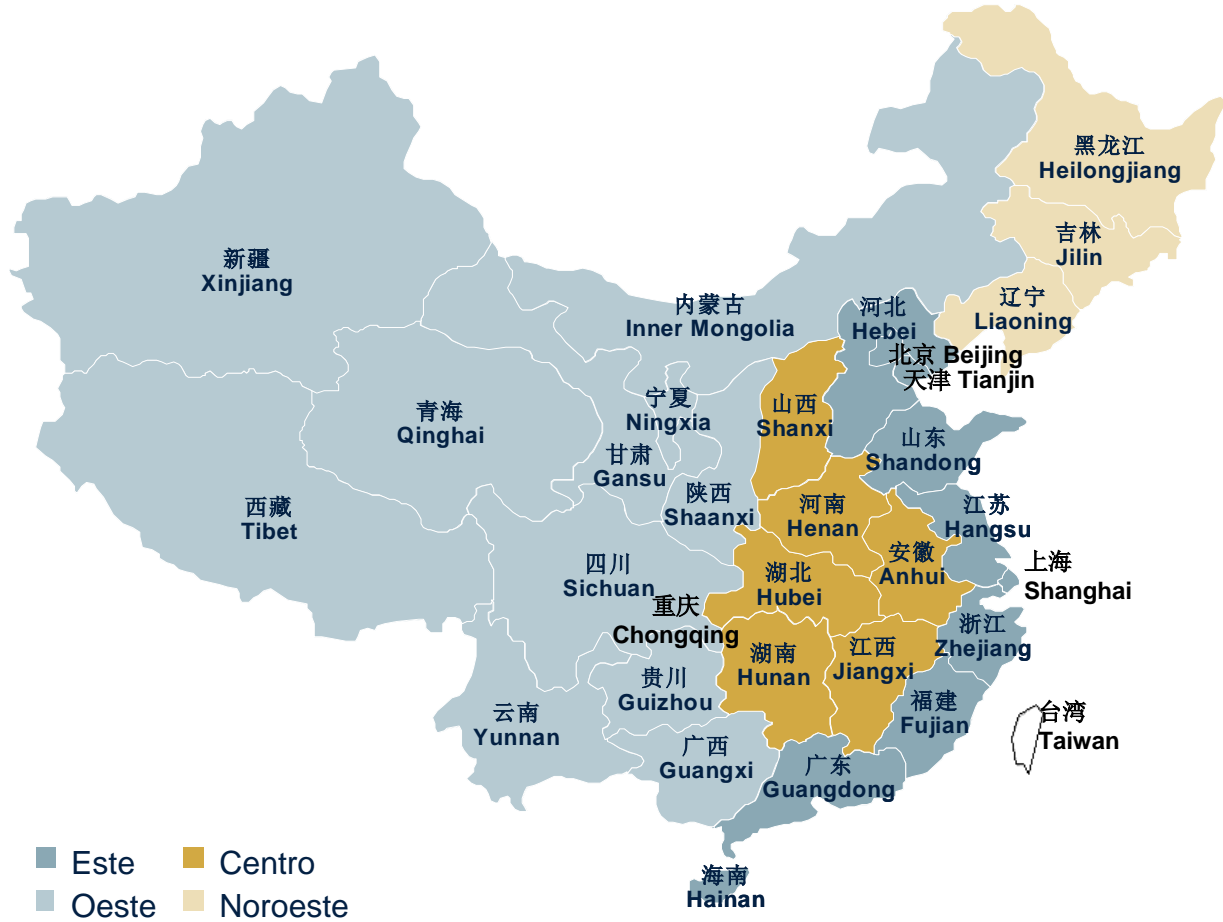 黑龙江
Heilongjiang
吉林
Jilin
辽宁
Liaoning
新疆
Xinjiang
内蒙古
Inner Mongolia
河北
Hebei
北京 Beijing
天津 Tianjin
宁夏
Ningxia
山西
Shanxi
青海
Qinghai
甘肃
Gansu
山东
Shandong
西藏
Tibet
陕西
Shaanxi
河南
Henan
江苏
Hangsu
四川
Sichuan
湖北
Hubei
安徽
Anhui
上海
Shanghai
重庆
Chongqing
浙江
Zhejiang
湖南
Hunan
江西
Jiangxi
贵川
Guizhou
福建
Fujian
云南
Yunnan
台湾
Taiwan
广西
Guangxi
广东
Guangdong
海南
Hainan
Este
Centro
Oeste
Noroeste